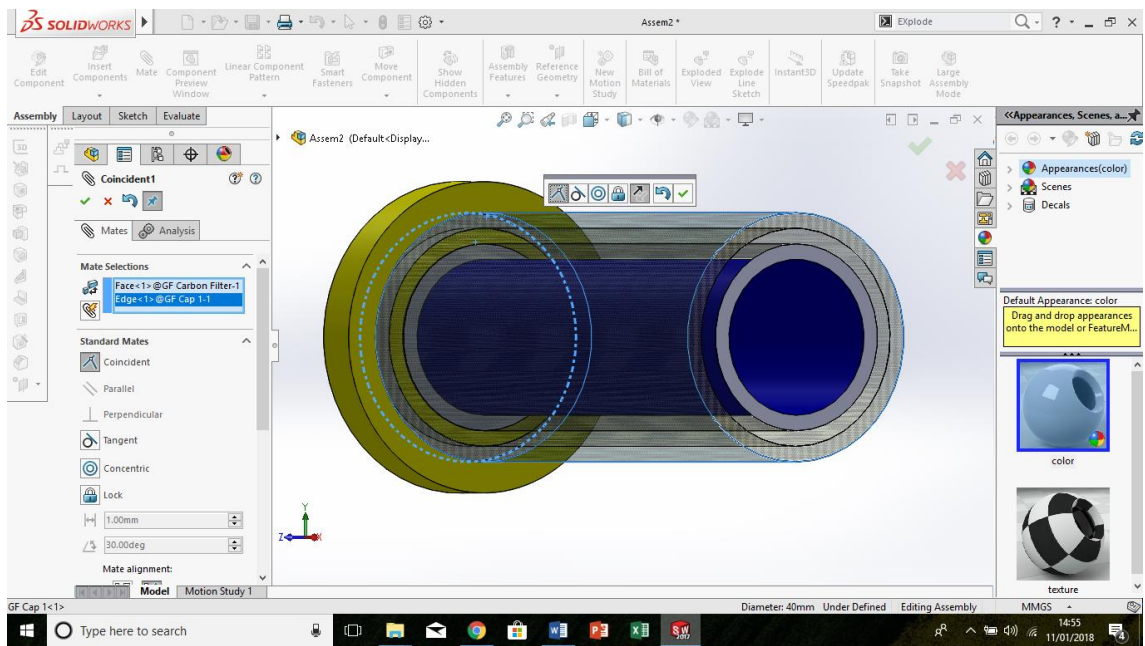 SOLIDWORKS
Assem2 *
Explode
Edit Component
Insert Components
Mate
Component Preview Window
Linear Component Pattern
Smart Fasteners
Move Component
Show Hidden Components
Assembly Features
Reference Geometry
New Motion Study
Bill of Materials
Exploded View
Explode Line Sketch
Instant3D
Update Speedpak
Take Snapshot
Large Assembly Mode
Assembly Layout Sketch Evaluate
Assem2 (Default<Display...
<<Appearances, Scenes, a...
3D
Coincident1
Mates Analysis
Mate Selections
Face<1>@GF Carbon Filter-1
Edge<1>@GF Cap 1-1
Standard Mates
Coincident
Parallel
Perpendicular
Tangent
Concentric
Lock
1.00mm
30.00deg
Mate alignment:
Y
Z
Appearances(color)
Scenes
Decals
Default Appearance: color
Drag and drop appearances
onto the model or FeatureM...
color
texture
Model Motion Study 1
GF Cap 1<1>
Diameter: 40mm Under Defined Editing Assembly MMGS
Type here to search
SW
2017
14:55
11/01/2018
4